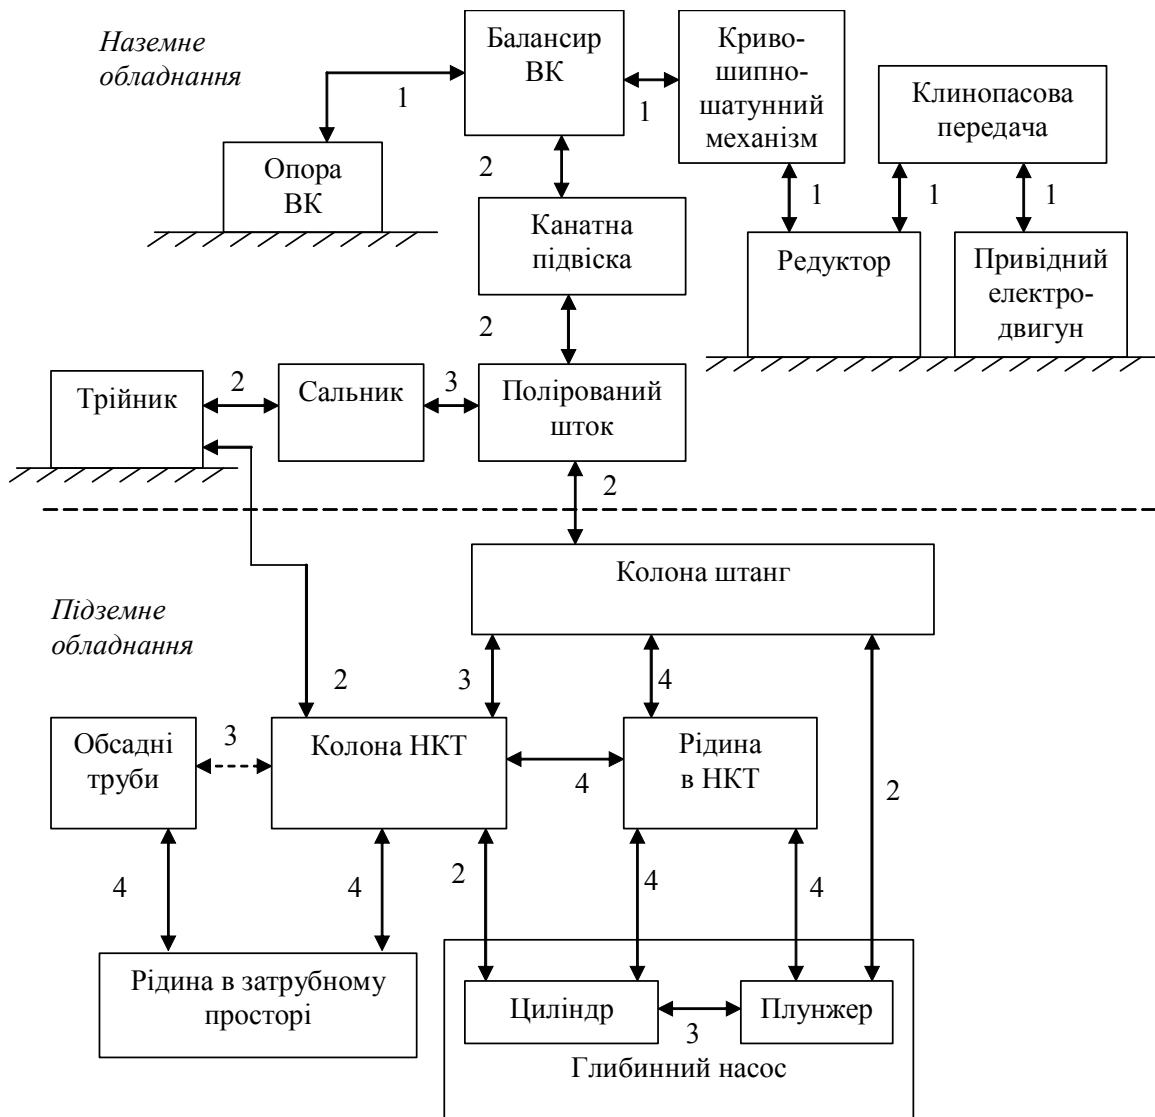 Наземне
обладнання
Балансир
ВК
Криво-
шипно-
шатунний
механізм
Клинопасова
передача
1
1
Опора
ВК
2
1
1
1
Канатна
підвіска
Редуктор
Привідний
електро-
двигун
2
Трійник
2
Сальник
3
Полірований
шток
2
Колона штанг
Підземне
обладнання
2
3
4
Обсадні
труби
3
Колона НКТ
4
Рідина
в НКТ
2
4
4
2
4
4
Рідина в затрубному
просторі
Циліндр
3
Плунжер
Глибинний насос